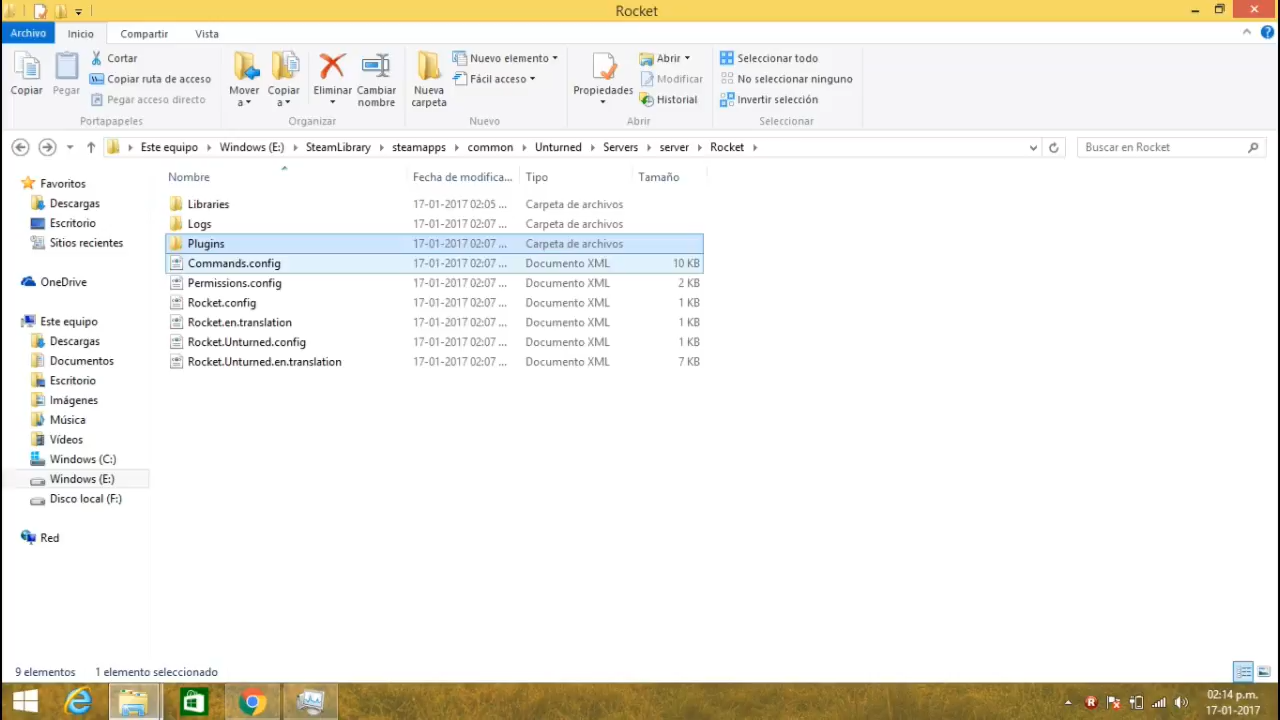 Rocket
Archivo Inicio Compartir Vista
Copiar
Pegar
Cortar
Copiar ruta de acceso
Pegar acceso directo
Portapapeles
Mover a
Copiar a
Eliminar
Cambiar nombre
Organizar
Nueva carpeta
Nuevo elemento
Fácil acceso
Nuevo
Propiedades
Abrir
Modificar
Historial
Abrir
Seleccionar todo
No seleccionar ninguno
Invertir selección
Seleccionar
Este equipo Windows (E:) SteamLibrary steamapps common Unturned Servers server Rocket
Buscar en Rocket
Favoritos
Descargas
Escritorio
Sitios recientes
OneDrive
Este equipo
Descargas
Documentos
Escritorio
Imágenes
Música
Vídeos
Windows (C:)
Windows (E:)
Disco local (F:)
Red
Nombre Fecha de modifica... Tipo Tamaño
Libraries 17-01-2017 02:05 ... Carpeta de archivos
Logs 17-01-2017 02:07 ... Carpeta de archivos
Plugins 17-01-2017 02:07 ... Carpeta de archivos
Commands.config 17-01-2017 02:07 ... Documento XML 10 KB
Permissions.config 17-01-2017 02:07 ... Documento XML 2 KB
Rocket.config 17-01-2017 02:07 ... Documento XML 1 KB
Rocket.en.translation 17-01-2017 02:07 ... Documento XML 1 KB
Rocket.Unturned.config 17-01-2017 02:07 ... Documento XML 1 KB
Rocket.Unturned.en.translation 17-01-2017 02:07 ... Documento XML 7 KB
9 elementos 1 elemento seleccionado
02:14 p.m.
17-01-2017